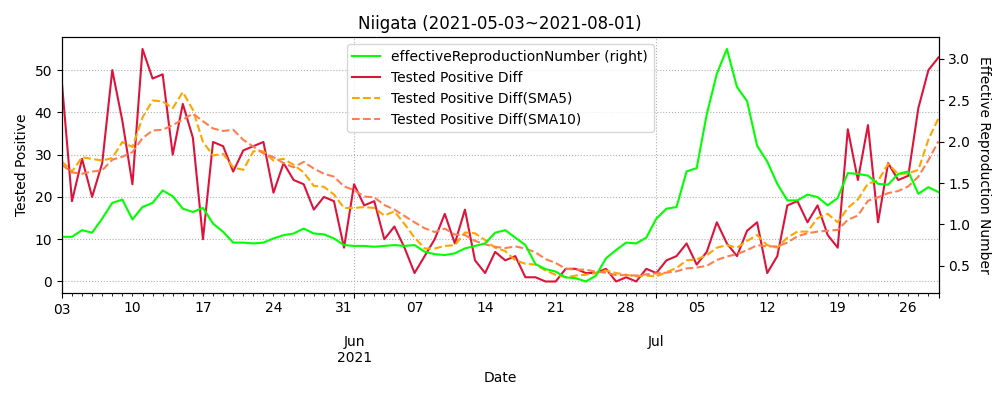 Niigata (2021-05-03~2021-08-01)
effectiveReproductionNumber (right)
Tested Positive Diff
Tested Positive Diff(SMA5)
Tested Positive Diff(SMA10)
Tested Positive
50
40
30
20
10
0
3.0
2.5
2.0
1.5
1.0
0.5
Effective Reproduction Number
03 10 17 24 31 07 14 21 28 05 12 19 26
Jun Jul
2021
Date